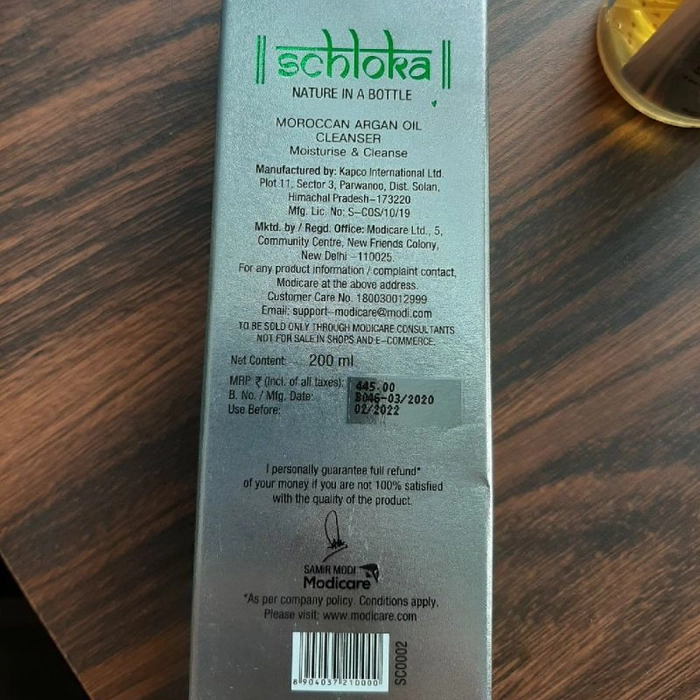 schloka
NATURE IN A BOTTLE
MOROCCAN ARGAN OIL
CLEANSER
Moisturise & Cleanse
Manufactured by: Kapco International Ltd.
Plot 11, Sector 3, Parwanoo, Dist. Solan,
Himachal Pradesh–173220
Mfg. Lic. No: S–COS/10/19
Mktd. by / Regd. Office: Modicare Ltd., 5,
Community Centre, New Friends Colony,
New Delhi –110025.
For any product information / complaint contact,
Modicare at the above address.
Customer Care No. 180030012999
Email: support–modicare@modi.com
TO BE SOLD ONLY THROUGH MODICARE CONSULTANTS
NOT FOR SALE IN SHOPS AND E–COMMERCE.
Net Content: 200 ml
MRP ₹ (Incl. of all taxes): 445.00
B. No. / Mfg. Date: B046-03/2020
Use Before: 02/2022
I personally guarantee full refund*
of your money if you are not 100% satisfied
with the quality of the product.
SAMIR MODI
Modicare
*As per company policy. Conditions apply.
Please visit: www.modicare.com
8 904037 210000
SC0002